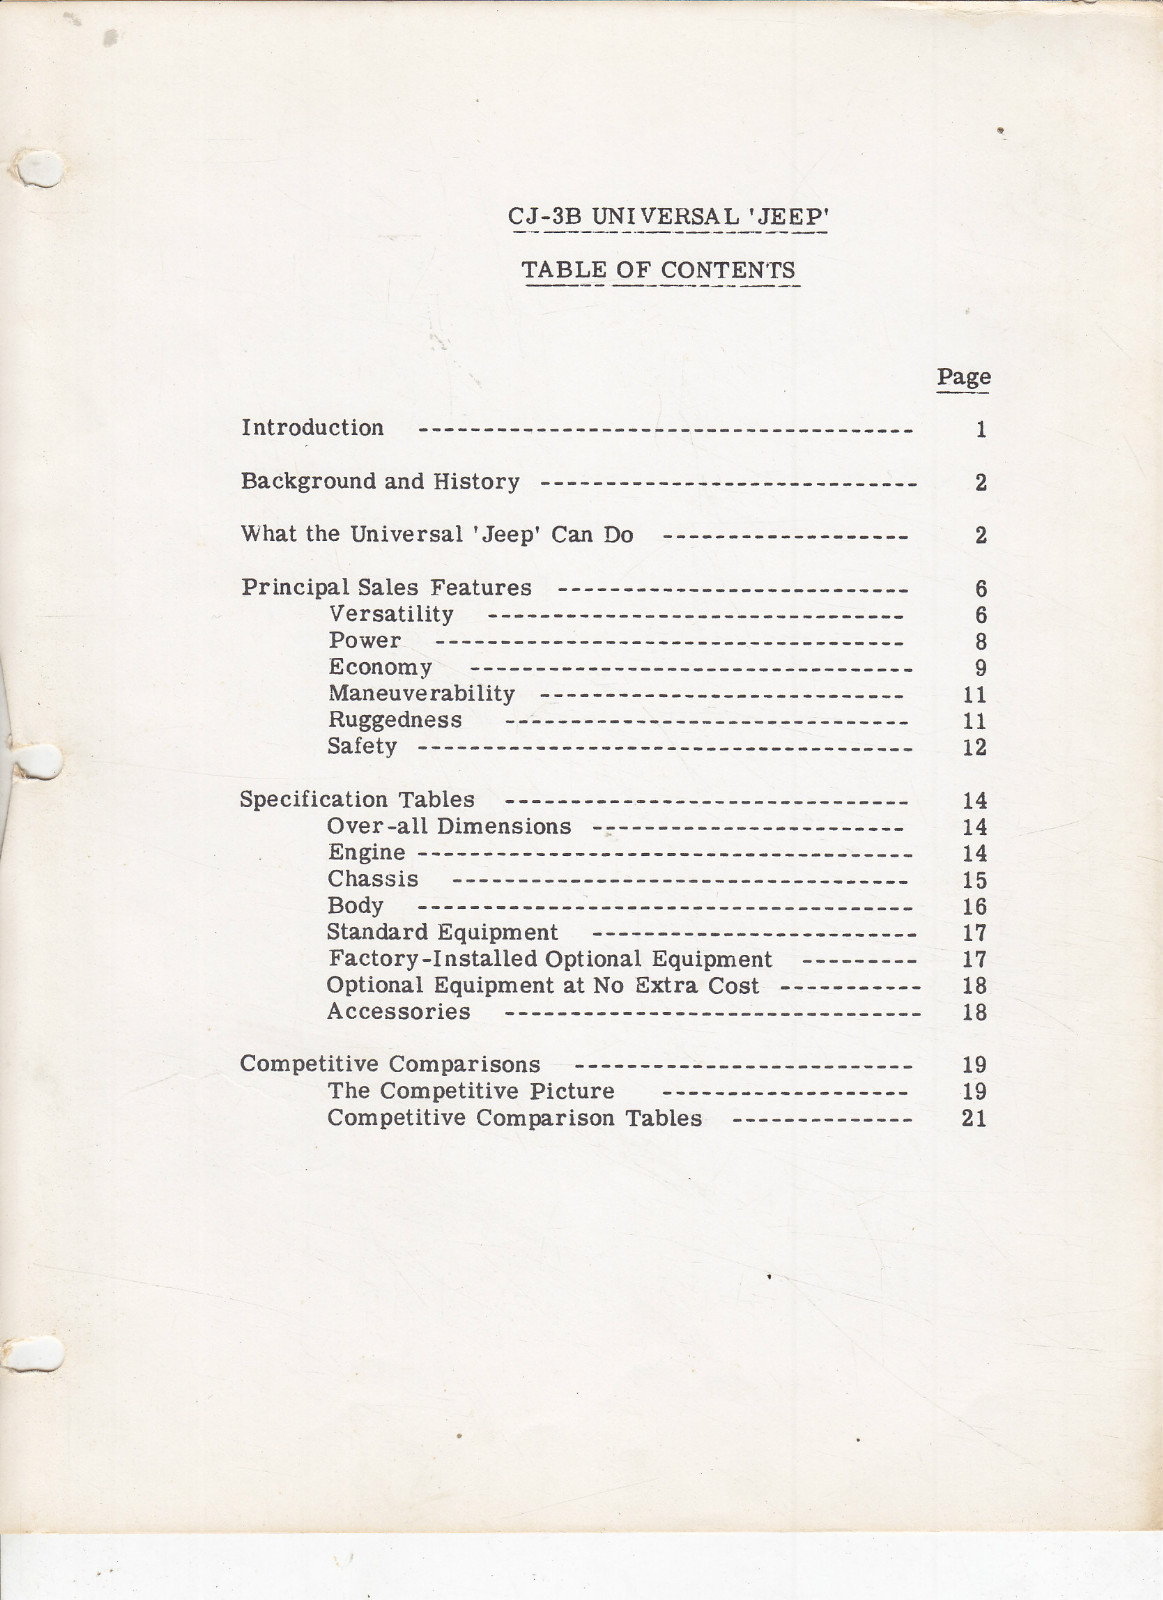 CJ-3B UNIVERSAL 'JEEP'
TABLE OF CONTENTS
Page
Introduction ------------------------------------- 1
Background and History ----------------------------- 2
What the Universal 'Jeep' Can Do ------------------- 2
Principal Sales Features --------------------------- 6
Versatility -------------------------------- 6
Power ------------------------------------ 8
Economy ---------------------------------- 9
Maneuverability ---------------------------- 11
Ruggedness ------------------------------- 11
Safety -------------------------------------- 12
Specification Tables ------------------------------- 14
Over-all Dimensions ------------------------ 14
Engine -------------------------------------- 14
Chassis ----------------------------------- 15
Body -------------------------------------- 16
Standard Equipment ------------------------- 17
Factory-Installed Optional Equipment --------- 17
Optional Equipment at No Extra Cost ----------- 18
Accessories -------------------------------- 18
Competitive Comparisons -------------------------- 19
The Competitive Picture ------------------- 19
Competitive Comparison Tables -------------- 21